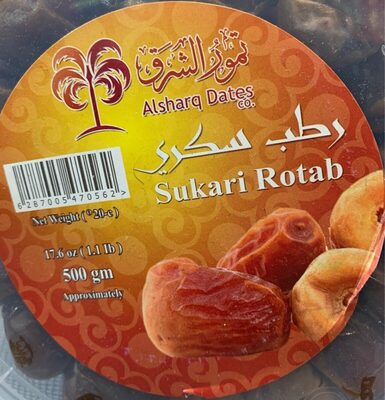 تمور الشرق
Alsharq Dates
CO.
رطب سكري
Sukari Rotab
6287005470562>
Net Weight ( °20-c )
17.6 oz ( 1.1 lb )
500 gm
Approximately